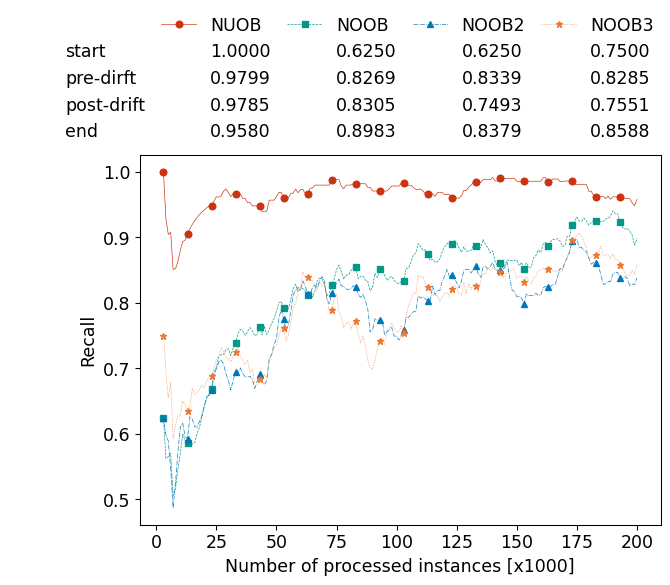 NUOB NOOB NOOB2 NOOB3
start 1.0000 0.6250 0.6250 0.7500
pre-dirft 0.9799 0.8269 0.8339 0.8285
post-drift 0.9785 0.8305 0.7493 0.7551
end 0.9580 0.8983 0.8379 0.8588
1.0
0.9
0.8
0.7
0.6
0.5
Recall
0 25 50 75 100 125 150 175 200
Number of processed instances [x1000]